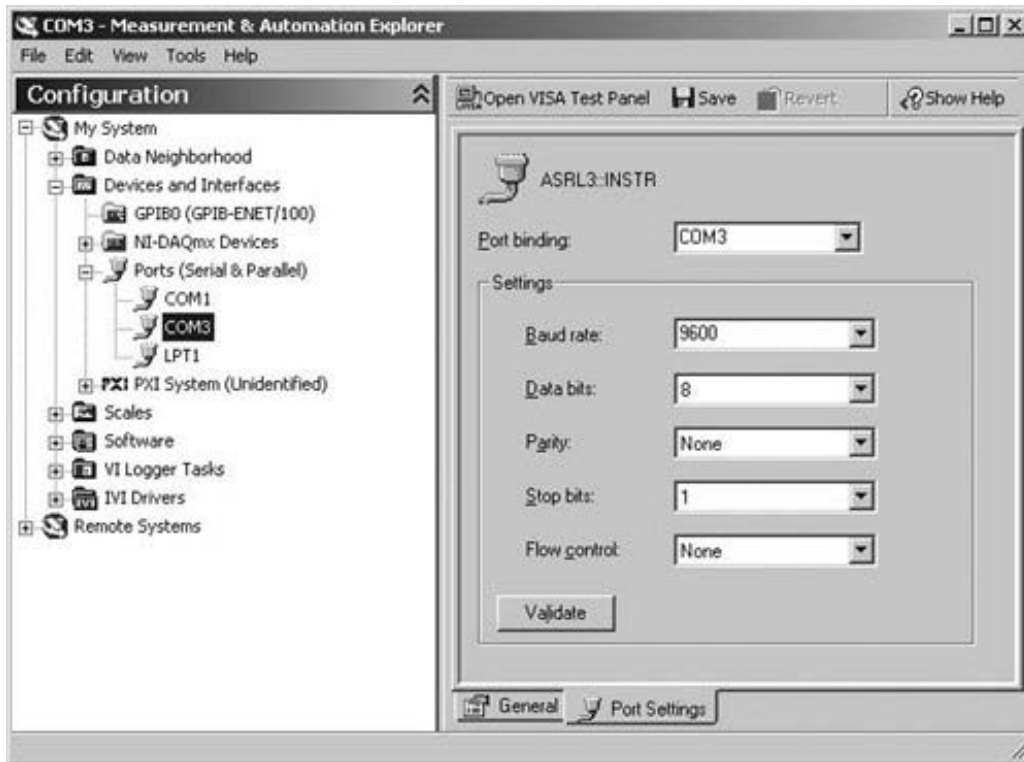 COM3 - Measurement & Automation Explorer
File Edit View Tools Help
Configuration
My System
Data Neighborhood
Devices and Interfaces
GPIB0 (GPIB-ENET/100)
NI-DAQmx Devices
Ports (Serial & Parallel)
COM1
COM3
LPT1
PXI PXI System (Unidentified)
Scales
Software
VI Logger Tasks
IVI Drivers
Remote Systems
Open VISA Test Panel Save Revert Show Help
ASRL3::INSTR
Port binding: COM3
Settings
Baud rate: 9600
Data bits: 8
Parity: None
Stop bits: 1
Flow control: None
Validate
General Port Settings